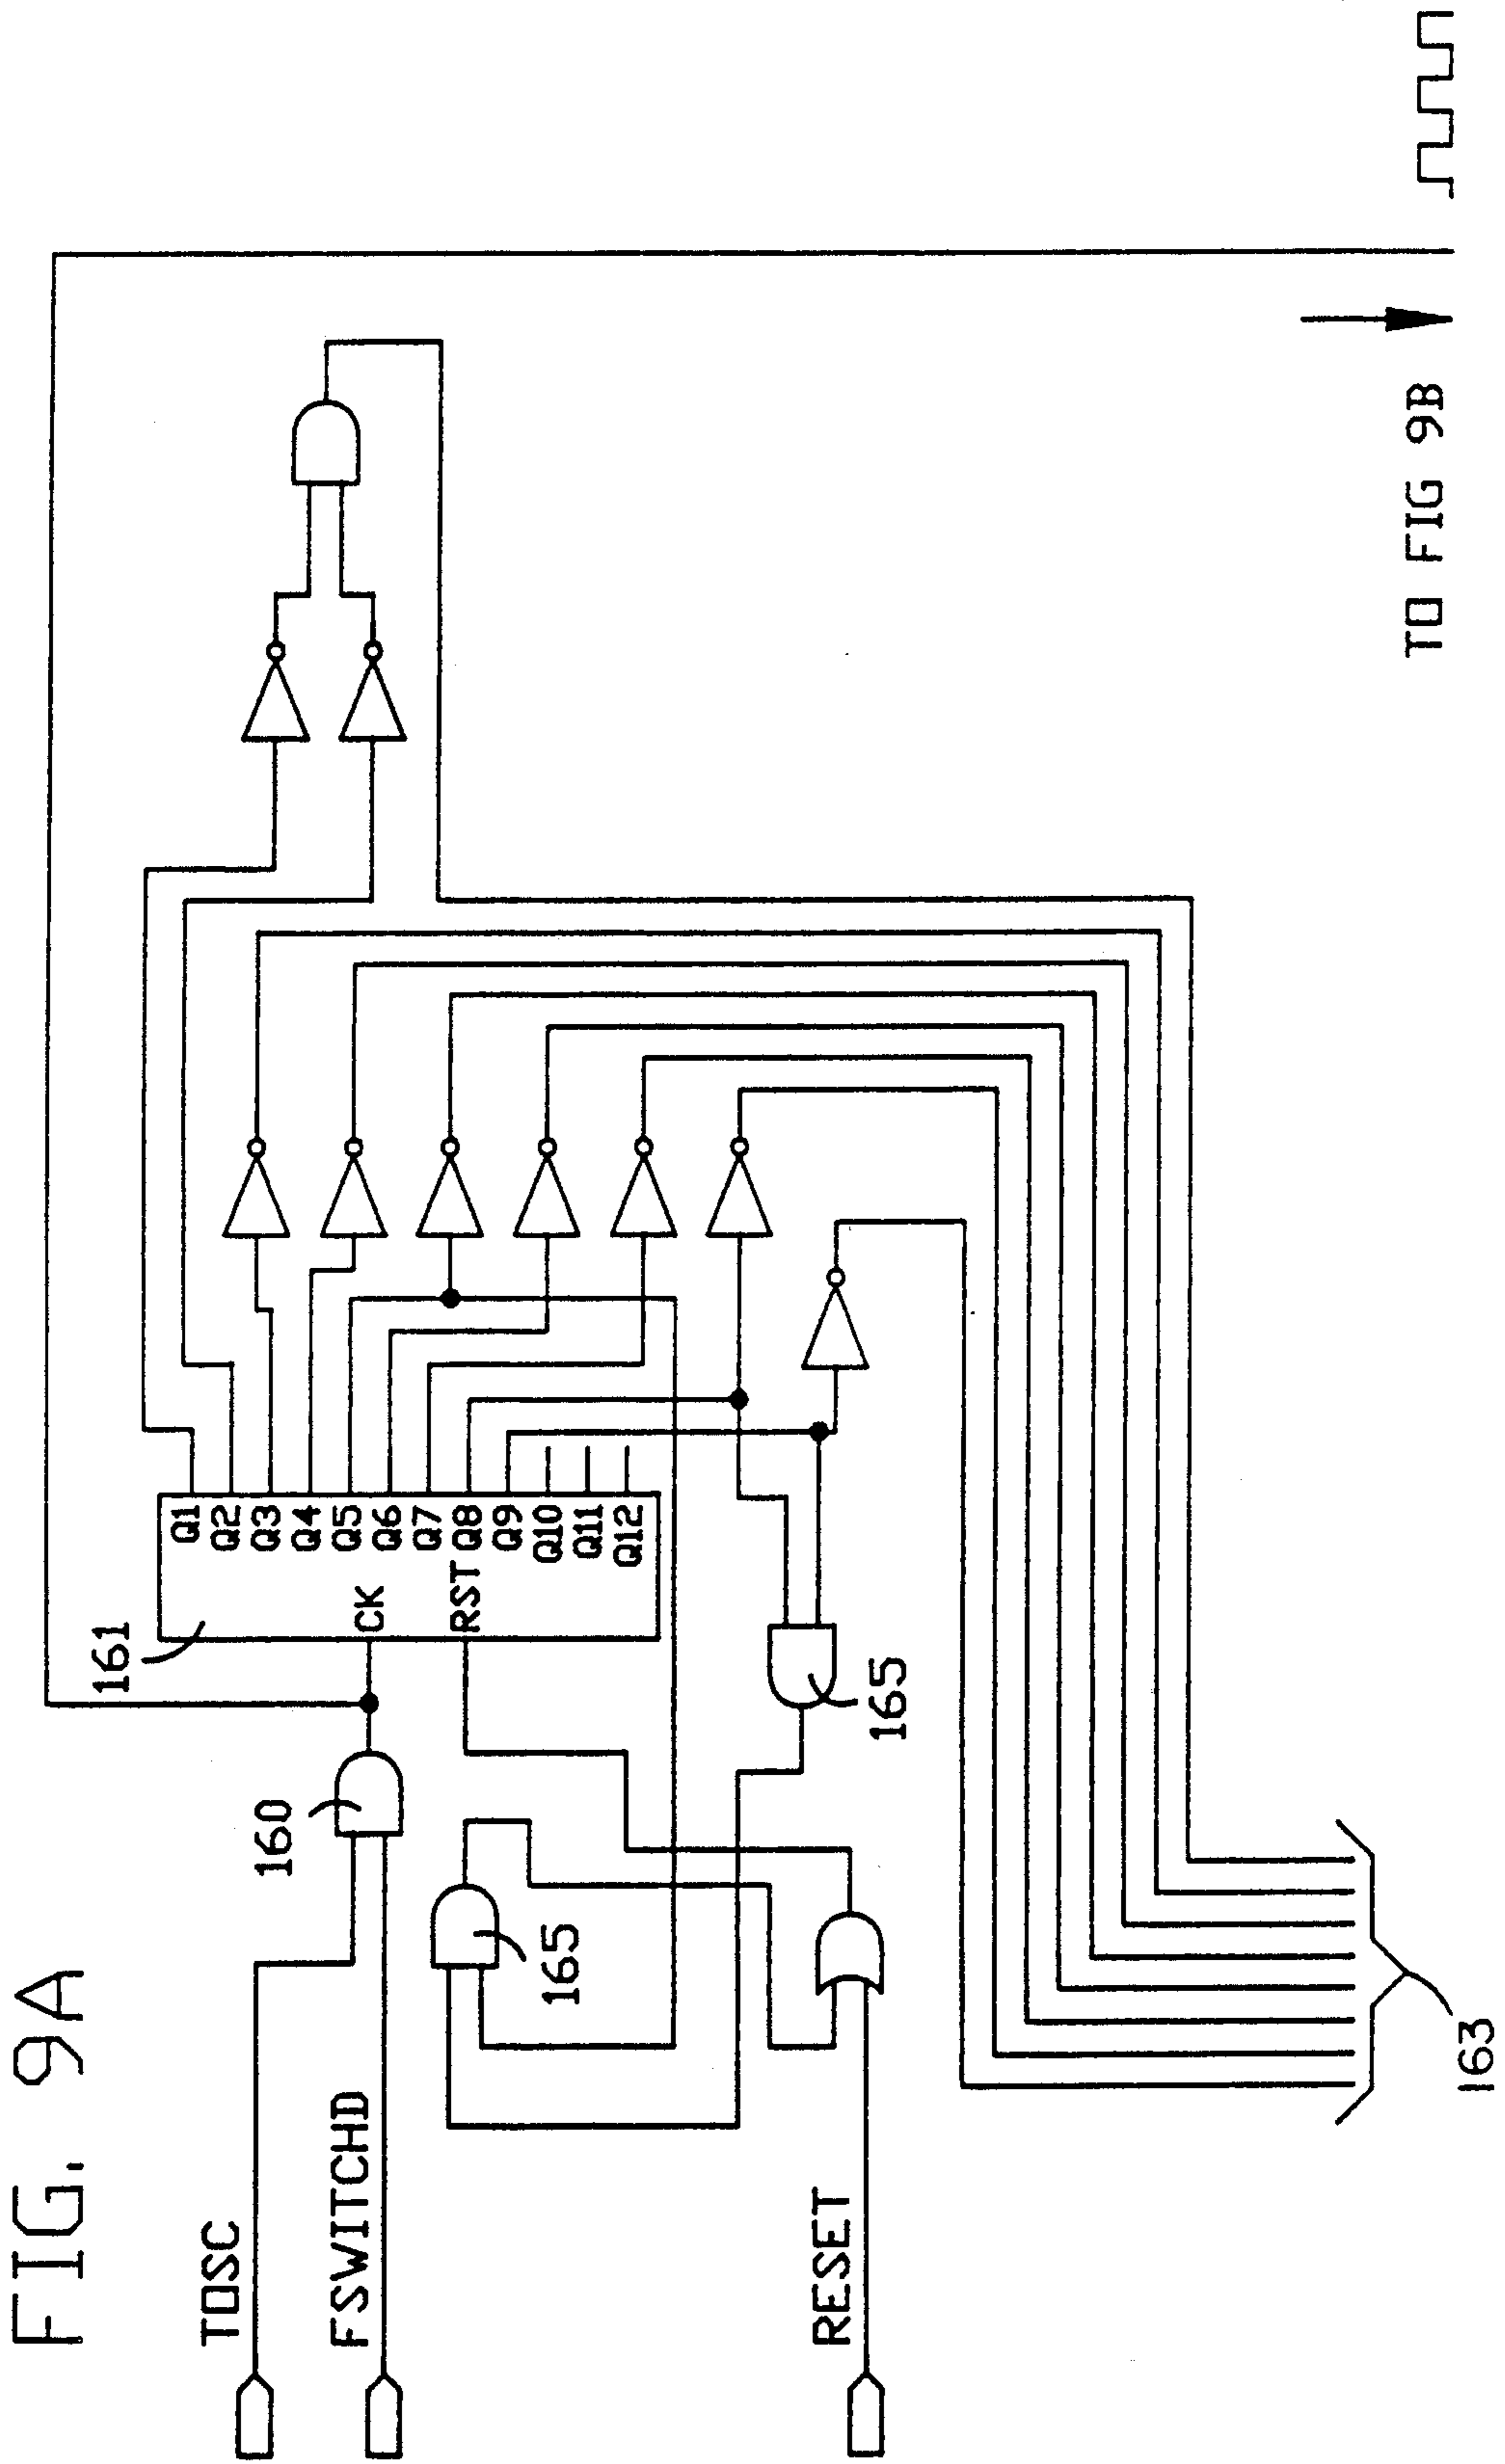 FIG. 9A
TOSC
FSWITCHD
RESET
160
165
161
CK
RST
Q1
Q2
Q3
Q4
Q5
Q6
Q7
Q8
Q9
Q10
Q11
Q12
165
163
TO FIG 9B